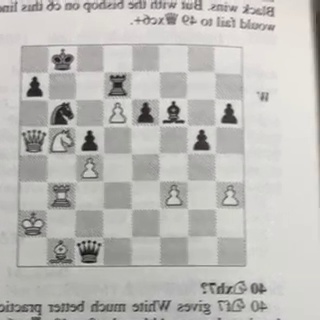 Black wins. But with the bishop on c6 this line
would fail to 49 ♕xc6+.
W
40 ♘xh7?
40 ♘f7 gives White much better practic